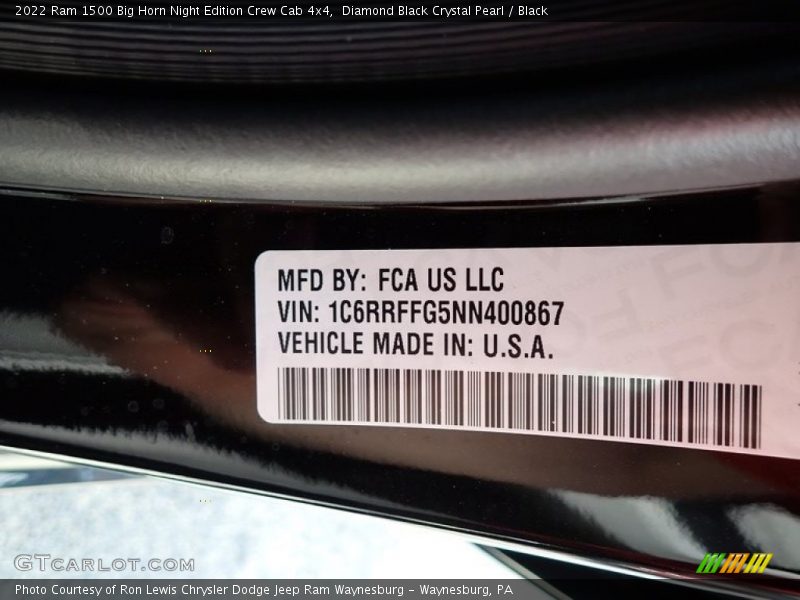 2022 Ram 1500 Big Horn Night Edition Crew Cab 4x4,  Diamond Black Crystal Pearl / Black
MFD BY: FCA US LLC
VIN: 1C6RRFFG5NN400867
VEHICLE MADE IN: U.S.A.
GTCARLOT.COM
Photo Courtesy of Ron Lewis Chrysler Dodge Jeep Ram Waynesburg – Waynesburg, PA